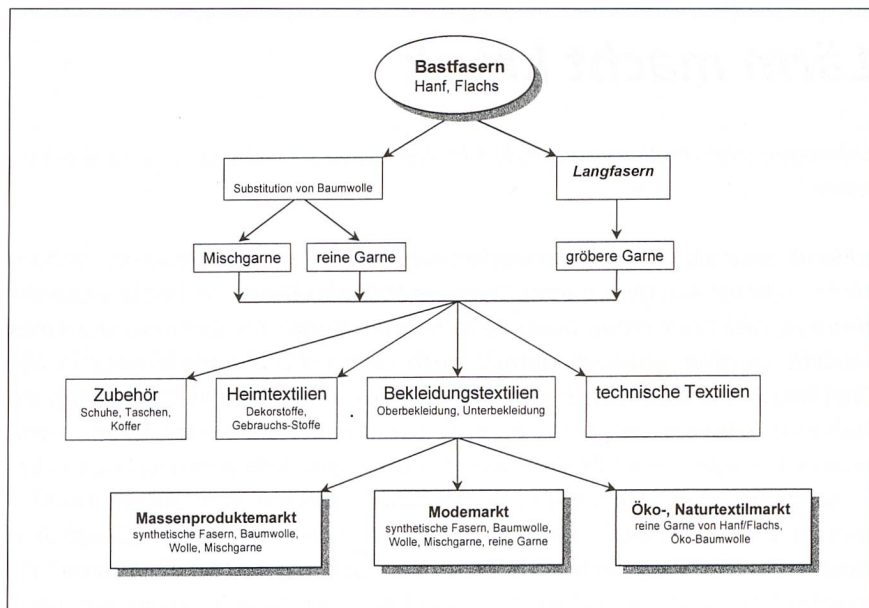 Bastfasern
Hanf, Flachs
Substitution von Baumwolle
Langfasern
Mischgarne
reine Garne
gröbere Garne
Zubehör
Schuhe, Taschen,
Koffer
Heimtextilien
Dekorstoffe,
Gebrauchs-Stoffe
Bekleidungstextilien
Oberbekleidung, Unterbekleidung
technische Textilien
Massenproduktemarkt
synthetische Fasern, Baumwolle,
Wolle, Mischgarne
Modemarkt
synthetische Fasern, Baumwolle,
Wolle, Mischgarne, reine Garne
Öko-, Naturtextilmarkt
reine Garne von Hanf/Flachs,
Öko-Baumwolle